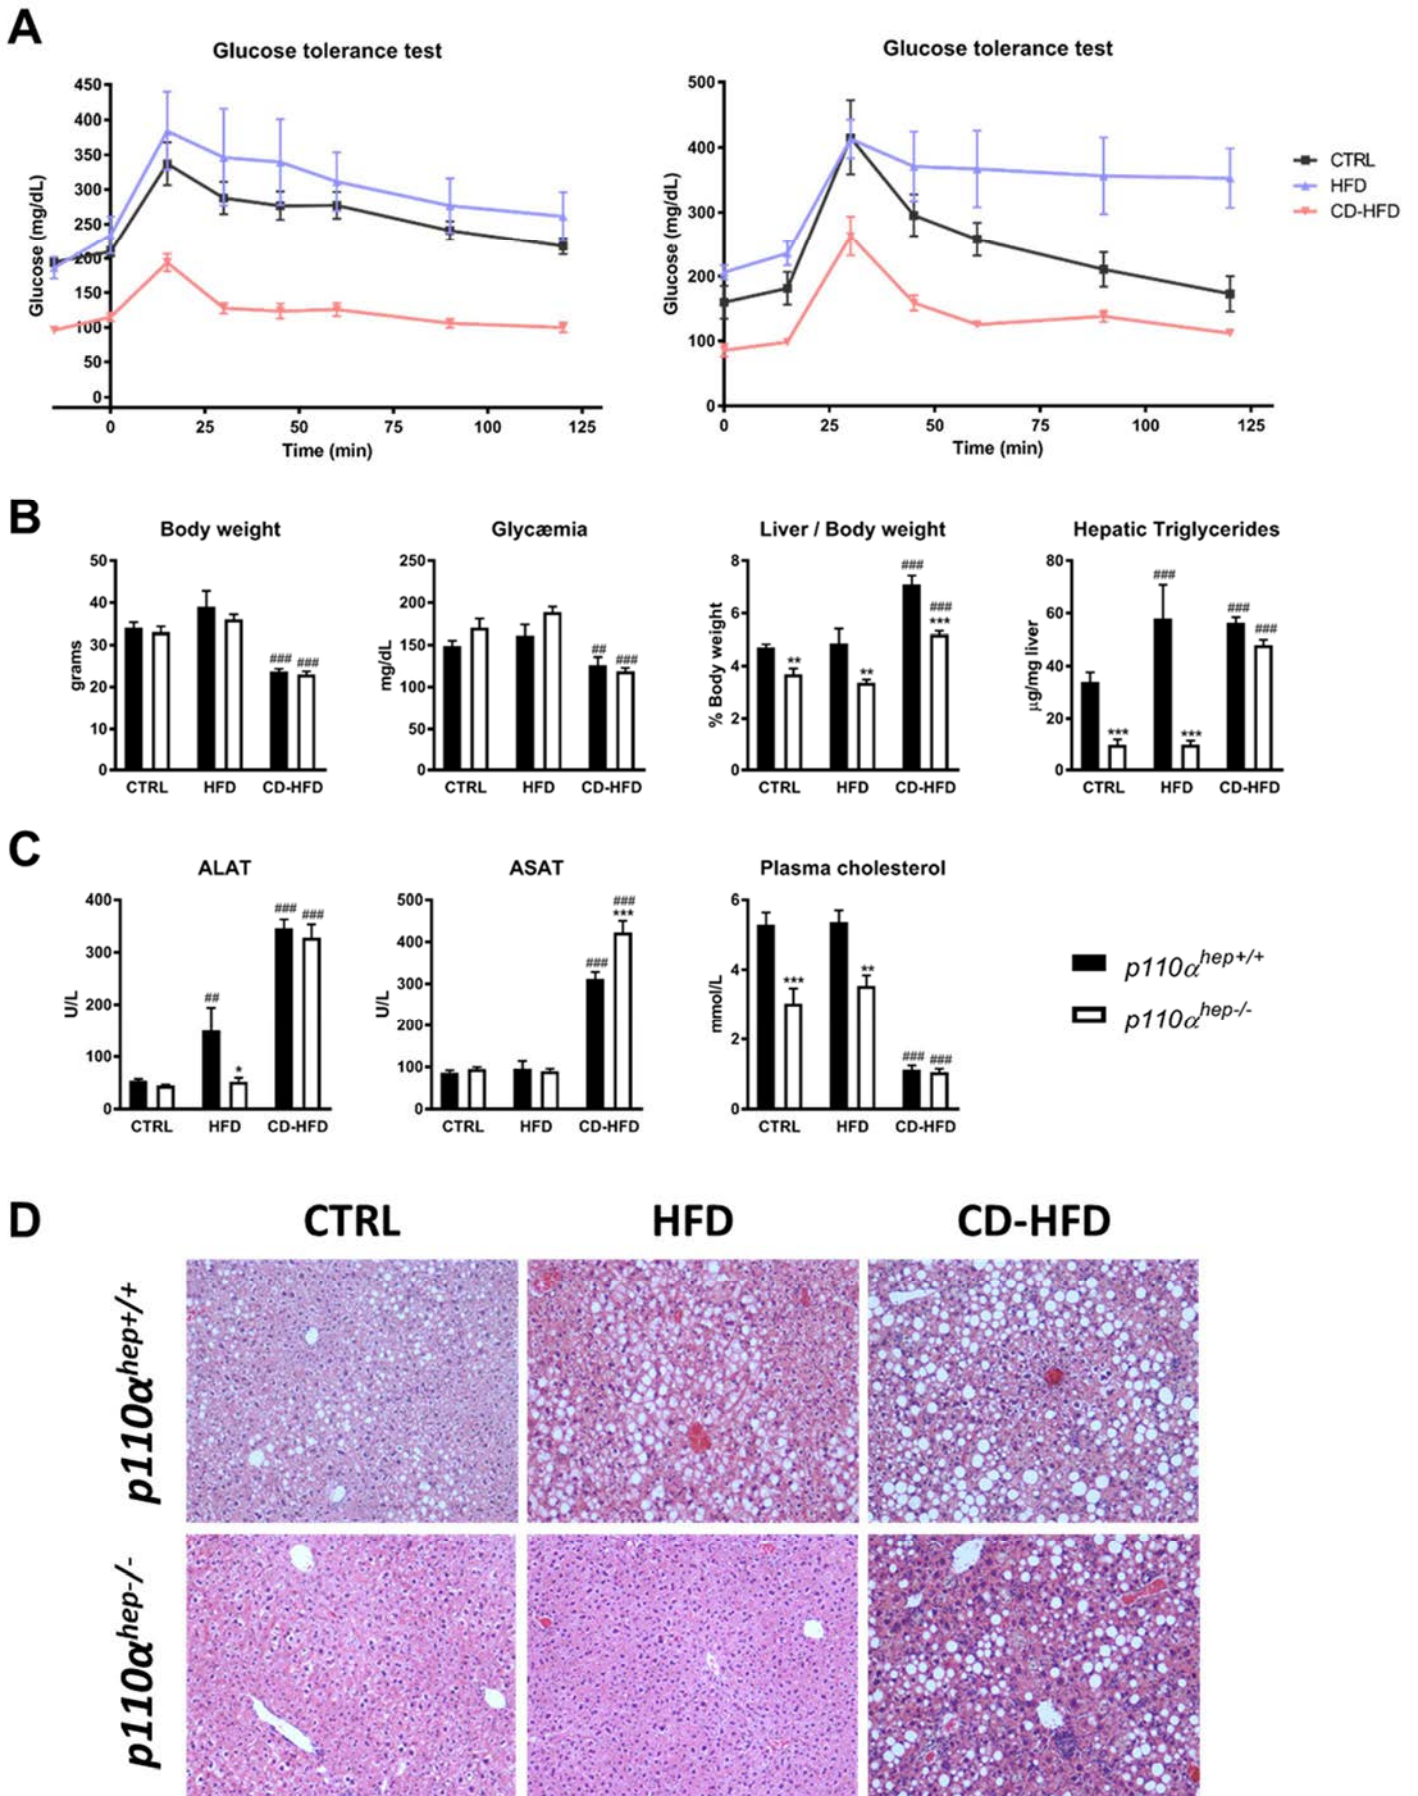 A
Glucose tolerance test
Glucose (mg/dL)
450
400
350
300
250
200
150
100
50
0
0 25 50 75 100 125
Time (min)
Glucose tolerance test
Glucose (mg/dL)
500
400
300
200
100
0
0 25 50 75 100 125
Time (min)
CTRL
HFD
CD-HFD
B
Body weight
grams
50
40
30
20
10
0
### ###
CTRL HFD CD-HFD
Glycæmia
mg/dL
250
200
150
100
50
0
## ###
CTRL HFD CD-HFD
Liver / Body weight
% Body weight
8
6
4
2
0
**
**
###
###
***
CTRL HFD CD-HFD
Hepatic Triglycerides
µg/mg liver
80
60
40
20
0
***
###
***
###
###
CTRL HFD CD-HFD
C
ALAT
U/L
400
300
200
100
0
##
*
### ###
CTRL HFD CD-HFD
ASAT
U/L
500
400
300
200
100
0
###
###
***
CTRL HFD CD-HFD
Plasma cholesterol
mmol/L
6
4
2
0
***
**
### ###
CTRL HFD CD-HFD
p110α hep+/+
p110α hep-/-
D
CTRL HFD CD-HFD
p110α hep+/+
p110α hep-/-